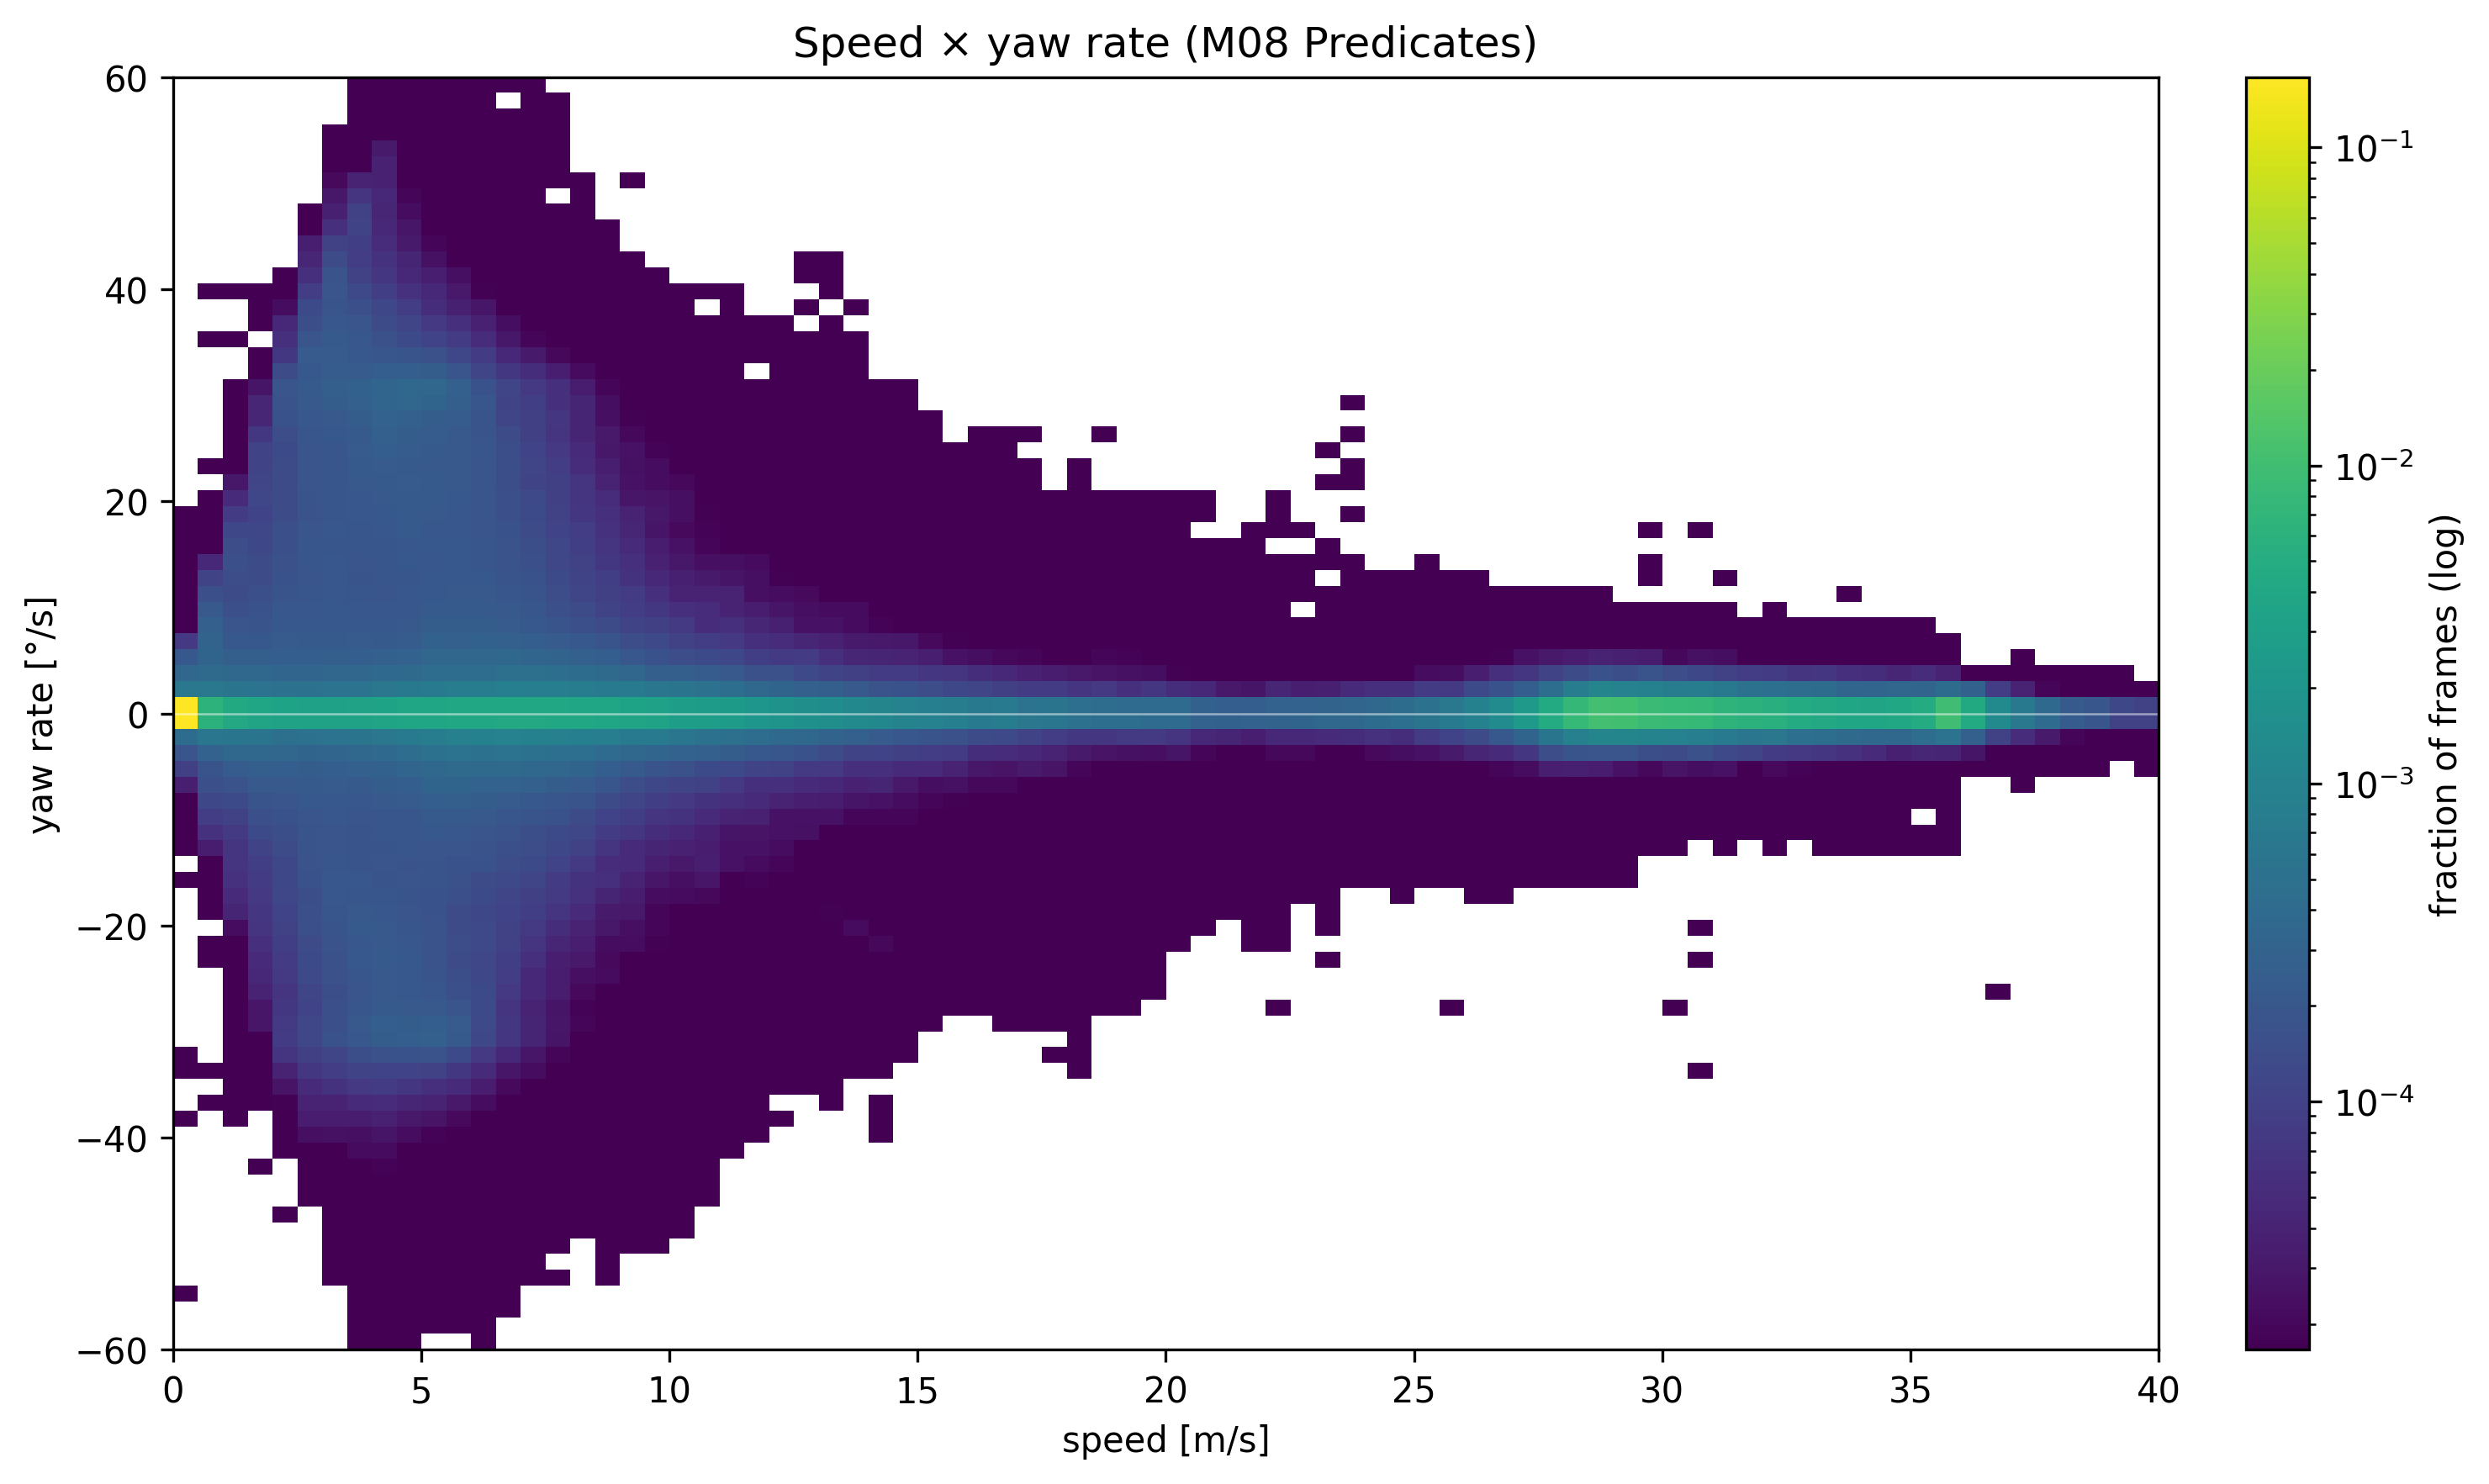 Speed × yaw rate (M08 Predicates)
60
40
20
0
−20
−40
−60
yaw rate [°/s]
0 5 10 15 20 25 30 35 40
speed [m/s]
10⁻¹
10⁻²
10⁻³
10⁻⁴
fraction of frames (log)